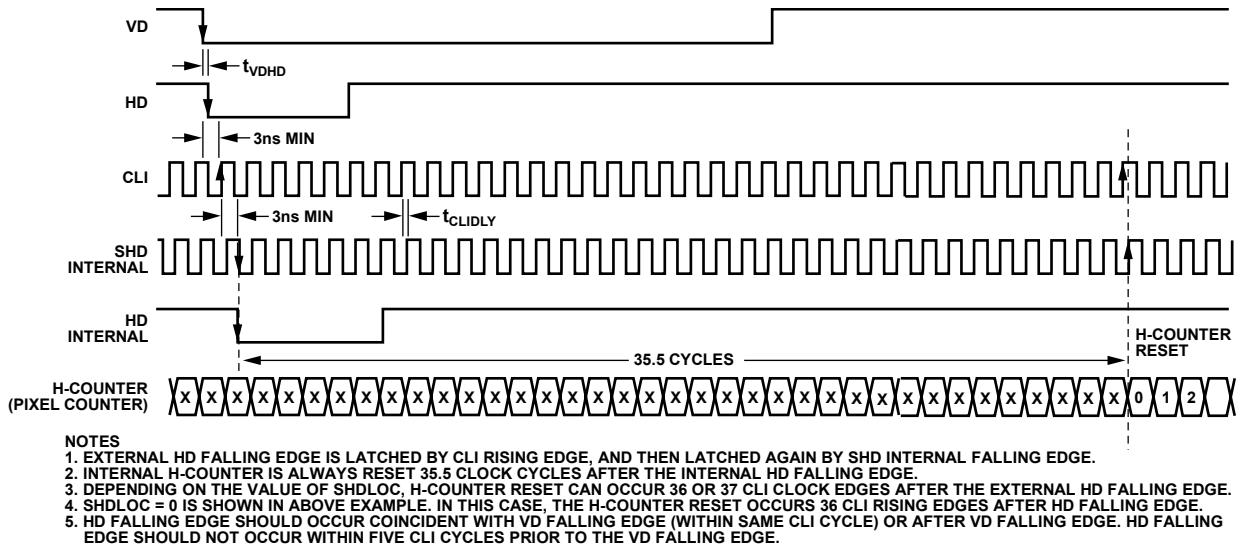 VD
tVDHD
HD
3ns MIN
CLI
3ns MIN
tCLIDLY
SHD
INTERNAL
HD
INTERNAL
H-COUNTER
RESET
35.5 CYCLES
H-COUNTER
(PIXEL COUNTER)
X X X X X X X X X X X X X X X X X X X X X X X X X X X X X X X X X X X X X X 0 1 2
NOTES
1. EXTERNAL HD FALLING EDGE IS LATCHED BY CLI RISING EDGE, AND THEN LATCHED AGAIN BY SHD INTERNAL FALLING EDGE.
2. INTERNAL H-COUNTER IS ALWAYS RESET 35.5 CLOCK CYCLES AFTER THE INTERNAL HD FALLING EDGE.
3. DEPENDING ON THE VALUE OF SHDLOC, H-COUNTER RESET CAN OCCUR 36 OR 37 CLI CLOCK EDGES AFTER THE EXTERNAL HD FALLING EDGE.
4. SHDLOC = 0 IS SHOWN IN ABOVE EXAMPLE. IN THIS CASE, THE H-COUNTER RESET OCCURS 36 CLI RISING EDGES AFTER HD FALLING EDGE.
5. HD FALLING EDGE SHOULD OCCUR COINCIDENT WITH VD FALLING EDGE (WITHIN SAME CLI CYCLE) OR AFTER VD FALLING EDGE. HD FALLING
EDGE SHOULD NOT OCCUR WITHIN FIVE CLI CYCLES PRIOR TO THE VD FALLING EDGE.